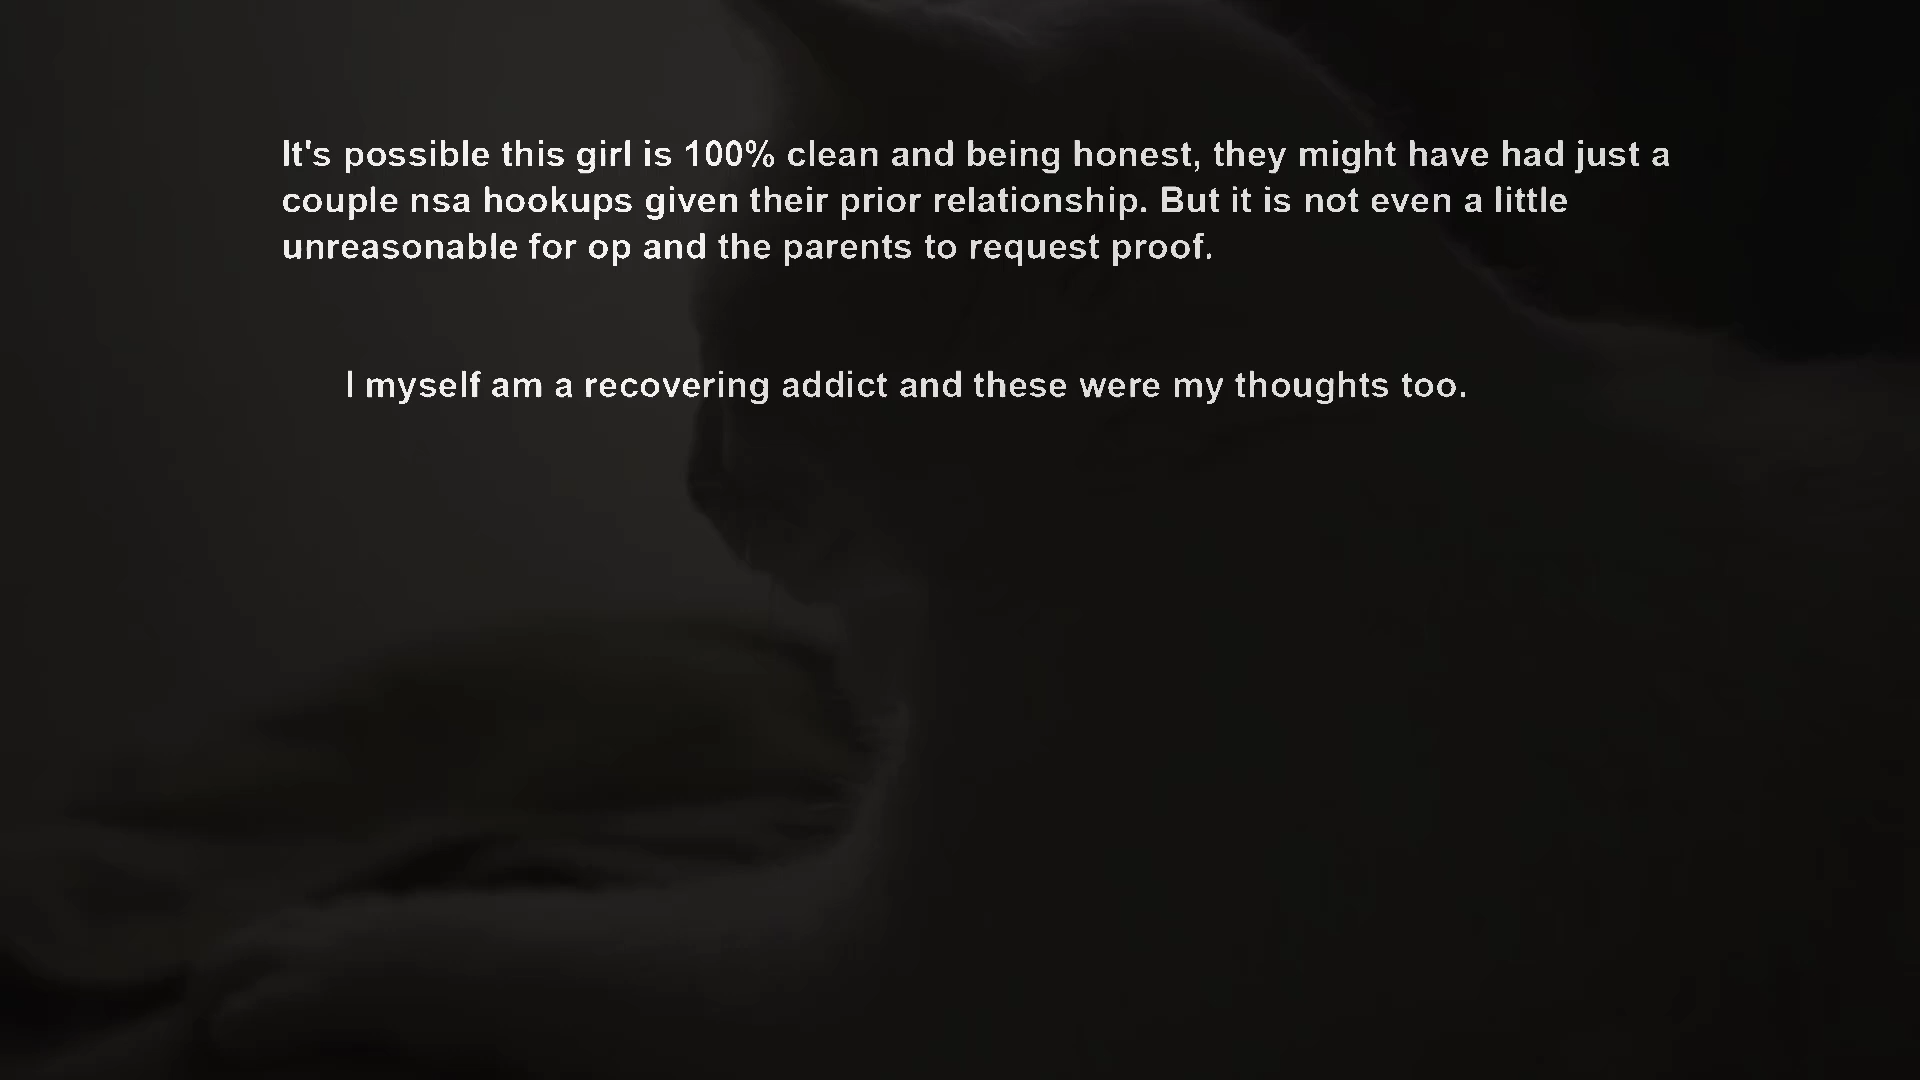 It's possible this girl is 100% clean and being honest, they might have had just a
couple nsa hookups given their prior relationship. But it is not even a little
unreasonable for op and the parents to request proof.
I myself am a recovering addict and these were my thoughts too.